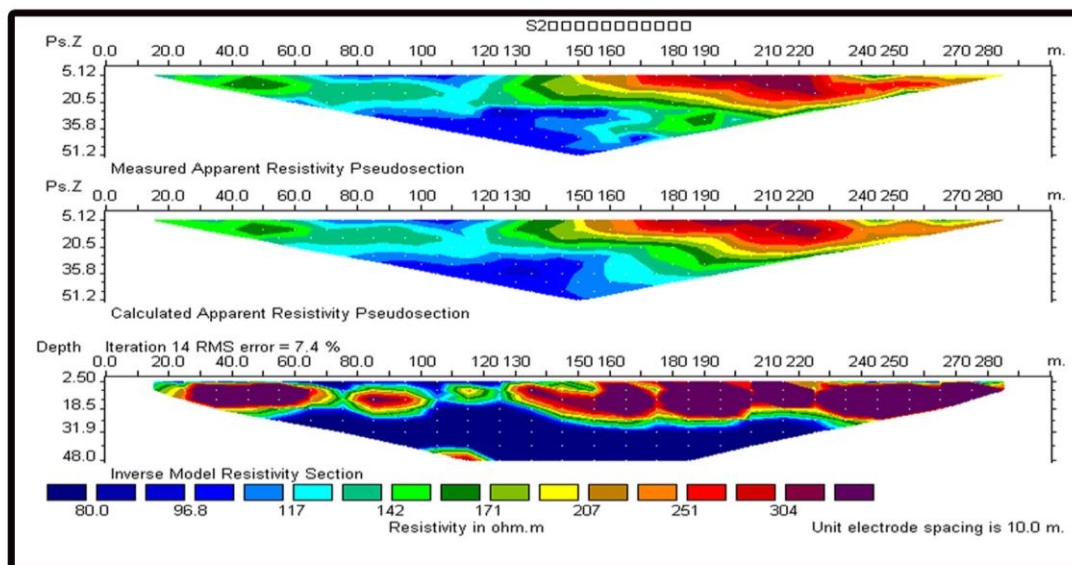 S2□□□□□□□□□□□
Ps.Z 0.0 20.0 40.0 60.0 80.0 100 120 130 150 160 180 190 210 220 240 250 270 280 m.
5.12
20.5
35.8
51.2
Measured Apparent Resistivity Pseudosection
Ps.Z 0.0 20.0 40.0 60.0 80.0 100 120 130 150 160 180 190 210 220 240 250 270 280 m.
5.12
20.5
35.8
51.2
Calculated Apparent Resistivity Pseudosection
Depth Iteration 14 RMS error = 7.4 %
0.0 20.0 40.0 60.0 80.0 100 120 130 150 160 180 190 210 220 240 250 270 280 m.
2.50
18.5
31.9
48.0
Inverse Model Resistivity Section
80.0 96.8 117 142 171 207 251 304
Resistivity in ohm.m Unit electrode spacing is 10.0 m.